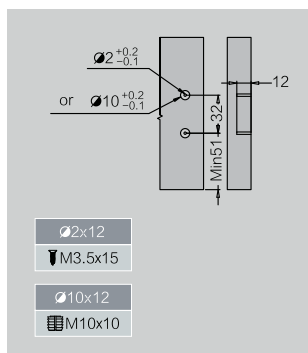 Ø2 +0.2 -0.1
or Ø10 +0.2 -0.1
12
32
Min51
Ø2x12
M3.5x15
Ø10x12
M10x10